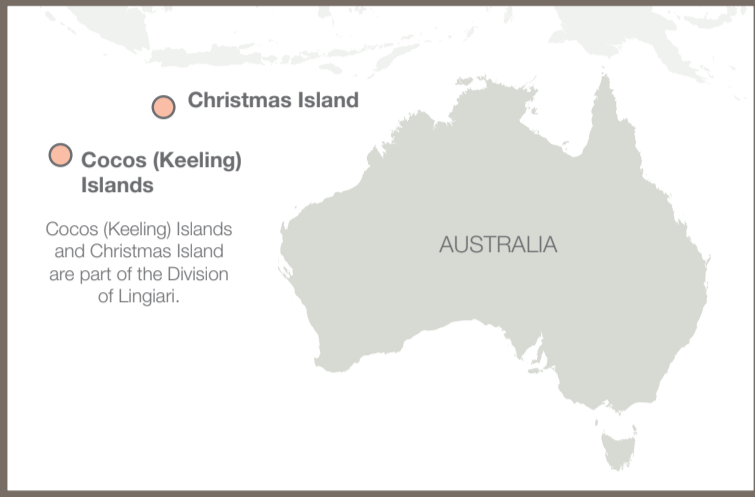 Christmas Island
Cocos (Keeling)
Islands
Cocos (Keeling) Islands
and Christmas Island
are part of the Division
of Lingiari.
AUSTRALIA